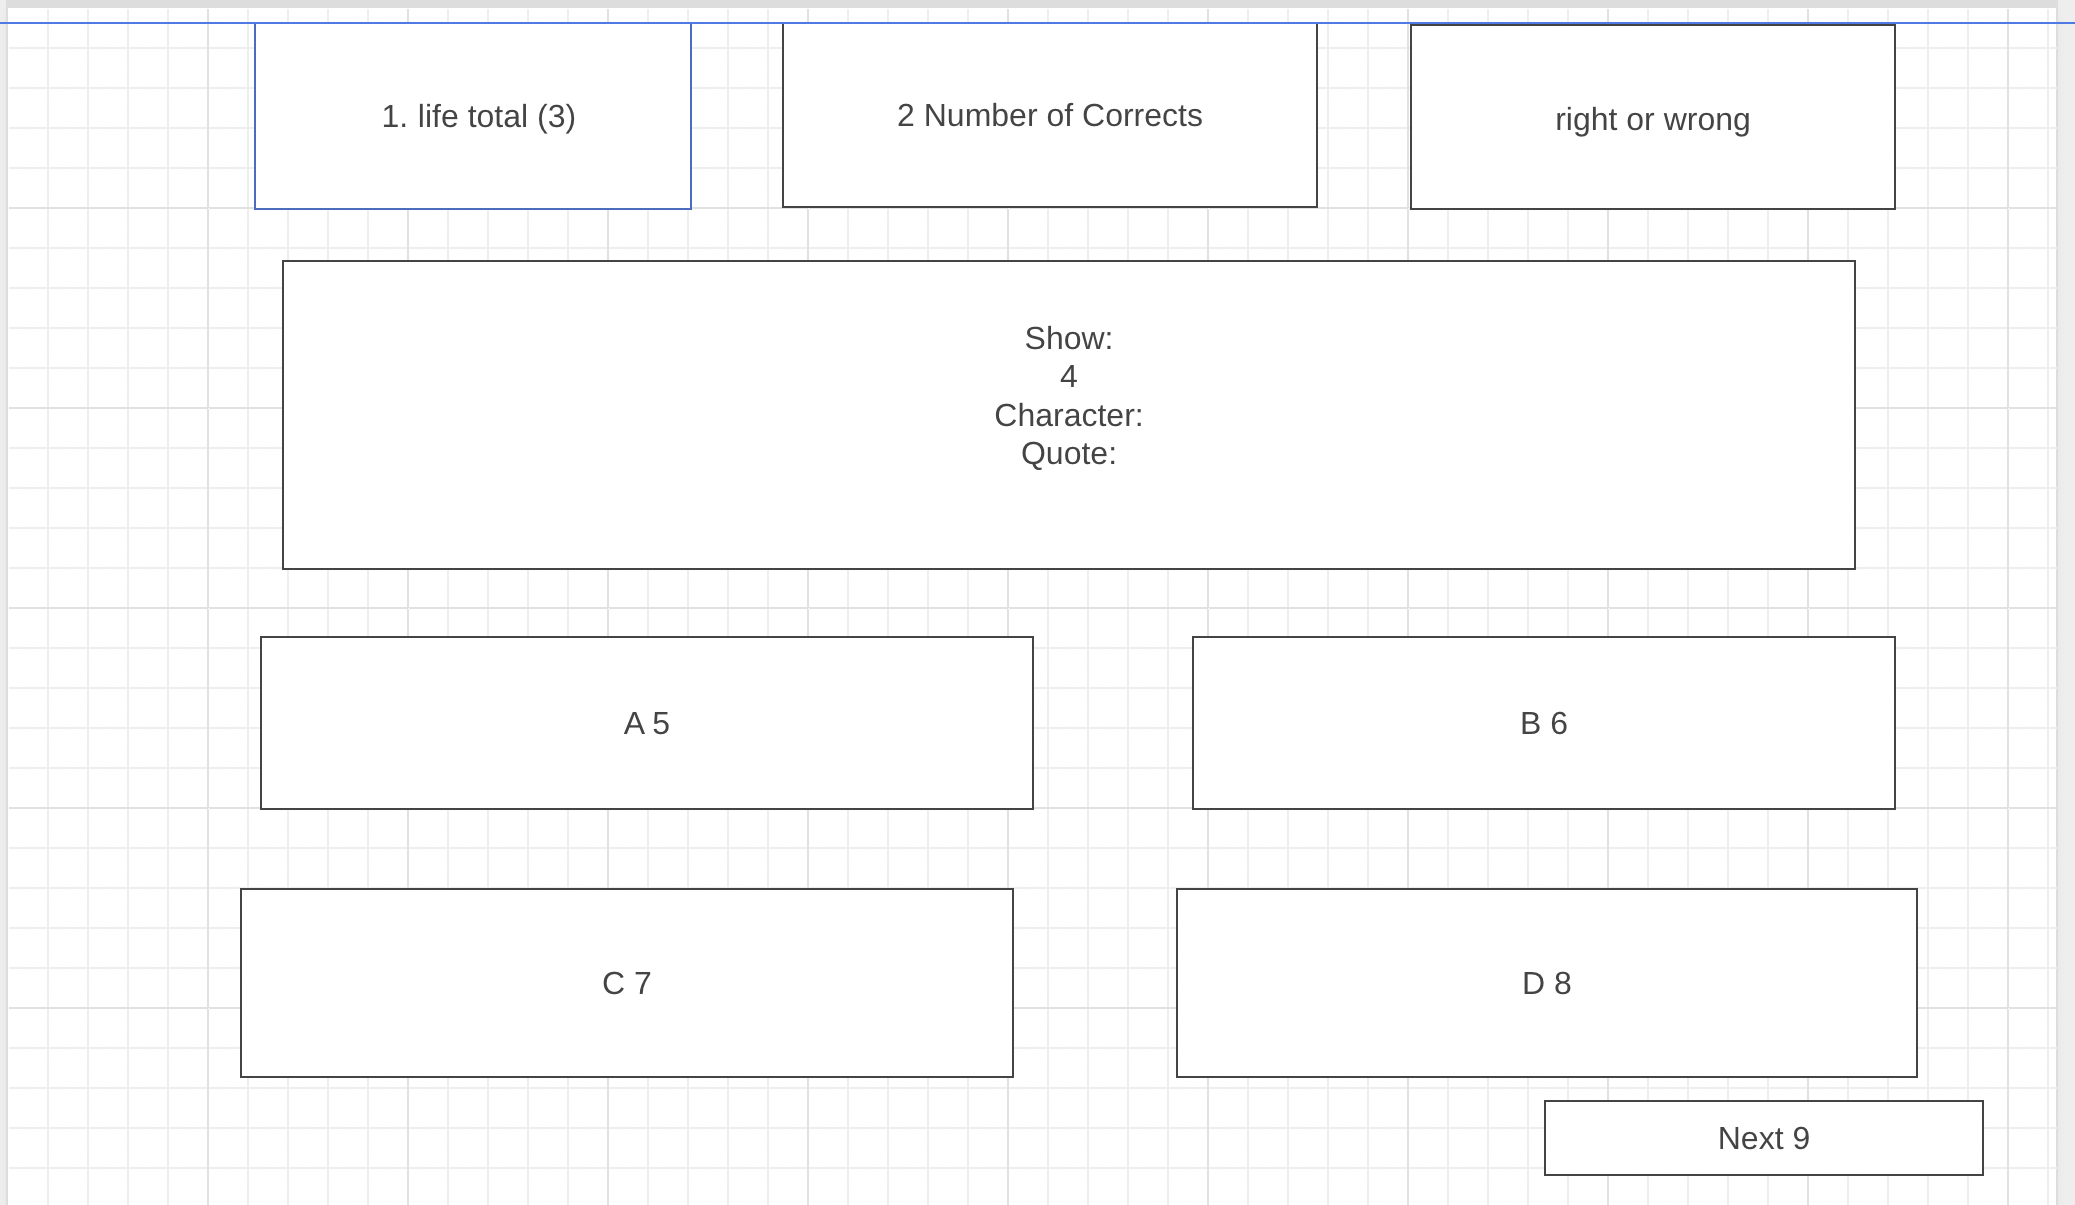 1. life total (3)
2 Number of Corrects
right or wrong
Show:
4
Character:
Quote:
A 5
B 6
C 7
D 8
Next 9